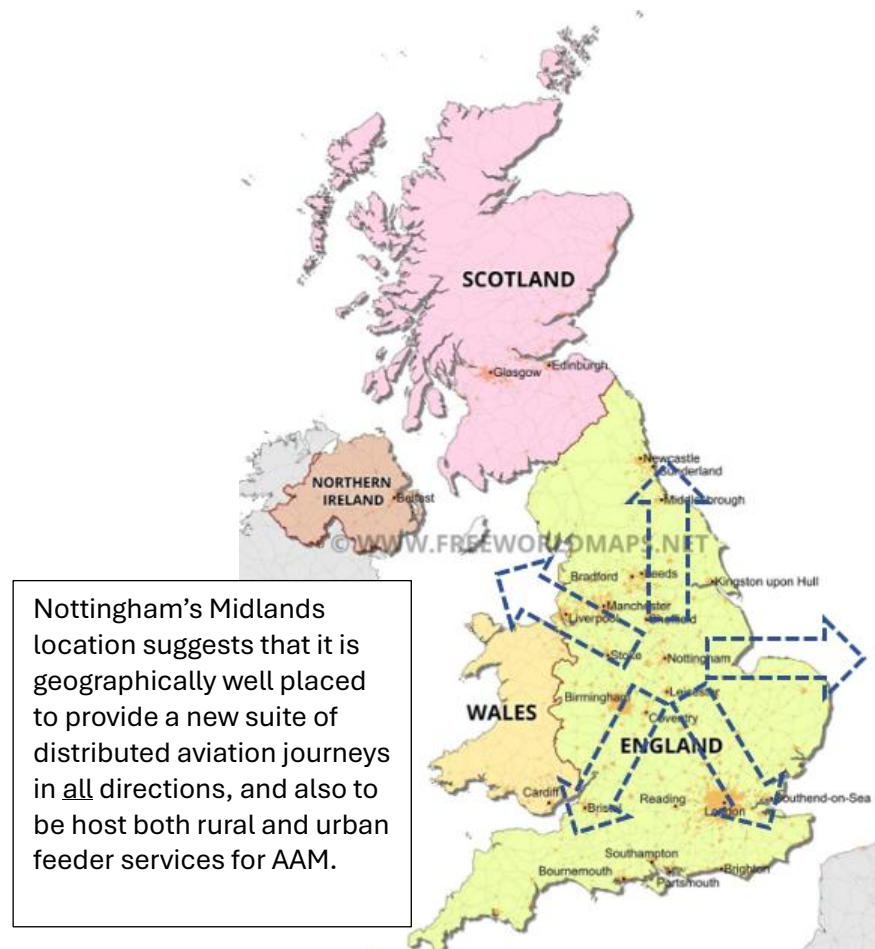 SCOTLAND
Glasgow
Edinburgh
Newcastle
Sunderland
NORTHERN
IRELAND
Belfast
Middlesbrough
© WWW.FREEWORLDMAPS.NET
Bradford
Leeds
Kingston upon Hull
Manchester
Liverpool
Sheffield
Stoke
Nottingham
Birmingham
Leicester
WALES
Coventry
ENGLAND
Cardiff
Bristol
Reading
London
Southend-on-Sea
Southampton
Bournemouth
Portsmouth
Brighton
Nottingham’s Midlands
location suggests that it is
geographically well placed
to provide a new suite of
distributed aviation journeys
in all directions, and also to
be host both rural and urban
feeder services for AAM.